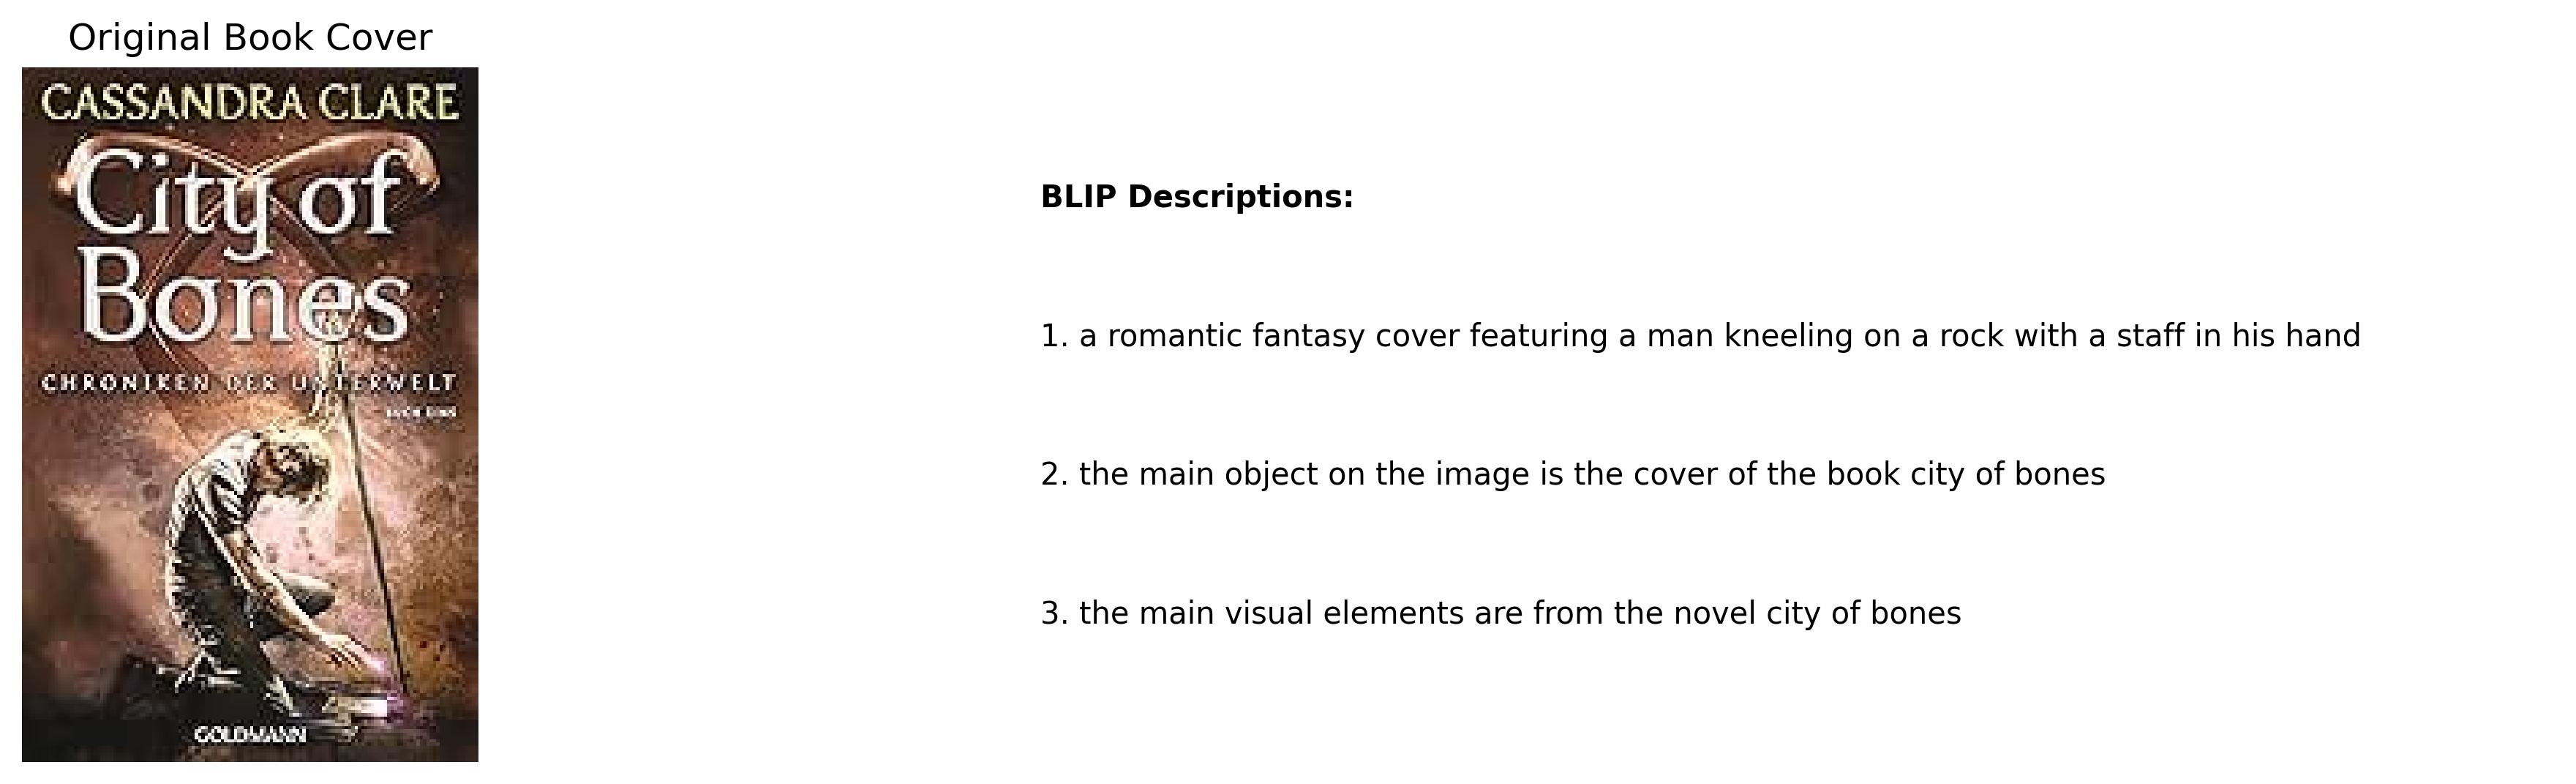 Original Book Cover
CASSANDRA CLARE
City of
Bones
CHRONIKEN DER UNTERWELT
BUCH EINS
GOLDMANN
BLIP Descriptions:
1. a romantic fantasy cover featuring a man kneeling on a rock with a staff in his hand
2. the main object on the image is the cover of the book city of bones
3. the main visual elements are from the novel city of bones